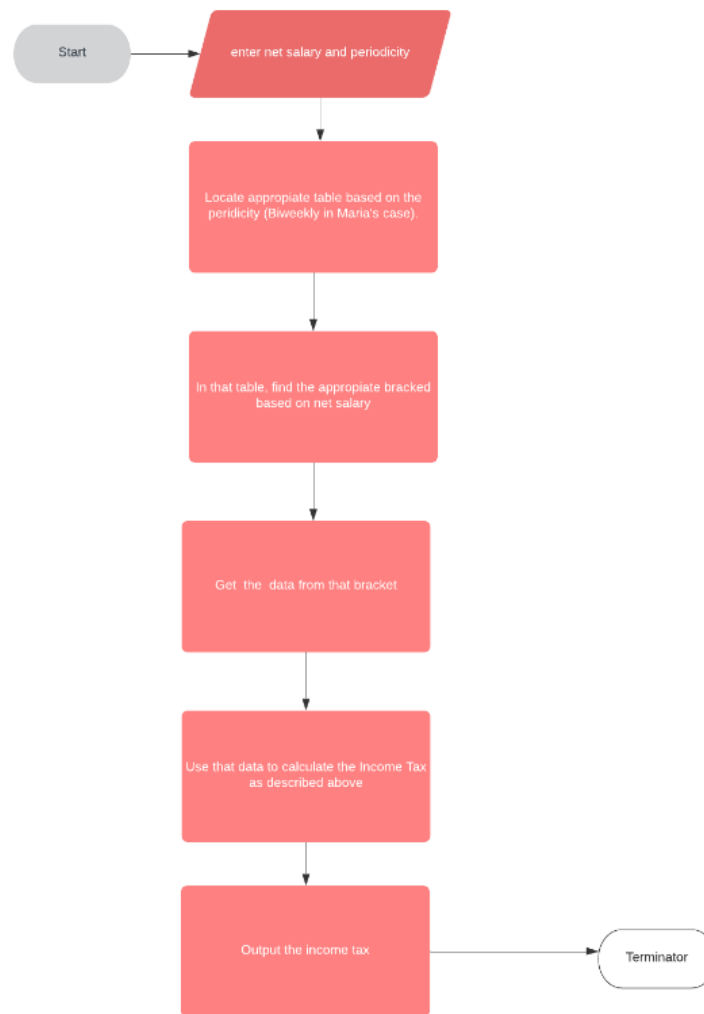 Start
enter net salary and periodicity
Locate appropiate table based on the
peridicity (Biweekly in Maria's case).
In that table, find the appropiate bracked
based on net salary
Get the data from that bracket
Use that data to calculate the Income Tax
as described above
Output the income tax
Terminator